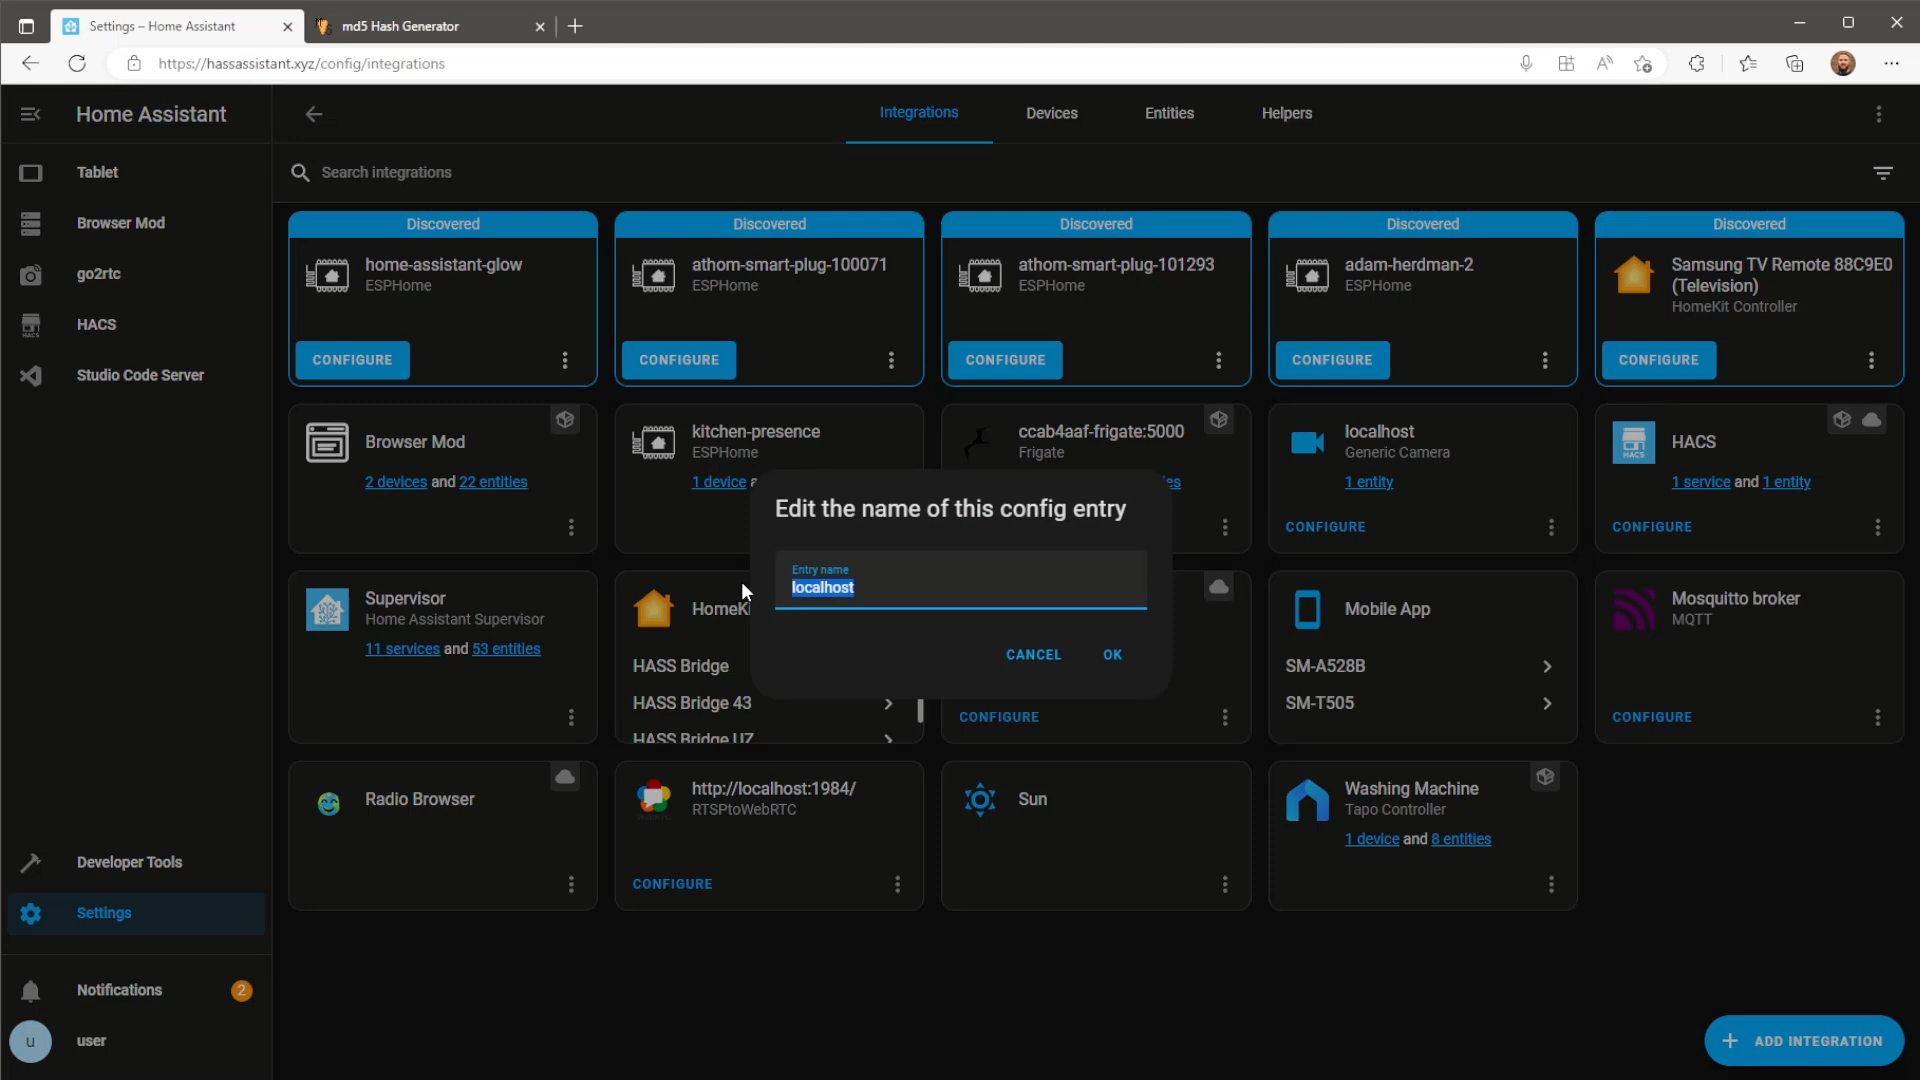 Settings – Home Assistant
md5 Hash Generator
https://hassassistant.xyz/config/integrations
Home Assistant
Integrations
Devices
Entities
Helpers
Tablet
Search integrations
Browser Mod
go2rtc
HACS
Studio Code Server
Discovered
home-assistant-glow
ESPHome
CONFIGURE
Discovered
athom-smart-plug-100071
ESPHome
CONFIGURE
Discovered
athom-smart-plug-101293
ESPHome
CONFIGURE
Discovered
adam-herdman-2
ESPHome
CONFIGURE
Discovered
Samsung TV Remote 88C9E0
(Television)
HomeKit Controller
CONFIGURE
Browser Mod
2 devices and 22 entities
kitchen-presence
ESPHome
1 device
ccab4aaf-frigate:5000
Frigate
localhost
Generic Camera
1 entity
CONFIGURE
HACS
HACS
1 service and 1 entity
CONFIGURE
Edit the name of this config entry
Entry name
localhost
CANCEL
OK
Supervisor
Home Assistant Supervisor
11 services and 53 entities
HomeKi
HASS Bridge
HASS Bridge 43
HASS Bridge UZ
CONFIGURE
Mobile App
SM-A528B
SM-T505
Mosquitto broker
MQTT
CONFIGURE
Radio Browser
http://localhost:1984/
RTSPtoWebRTC
CONFIGURE
Sun
Washing Machine
Tapo Controller
1 device and 8 entities
Developer Tools
Settings
Notifications
2
u
user
ADD INTEGRATION